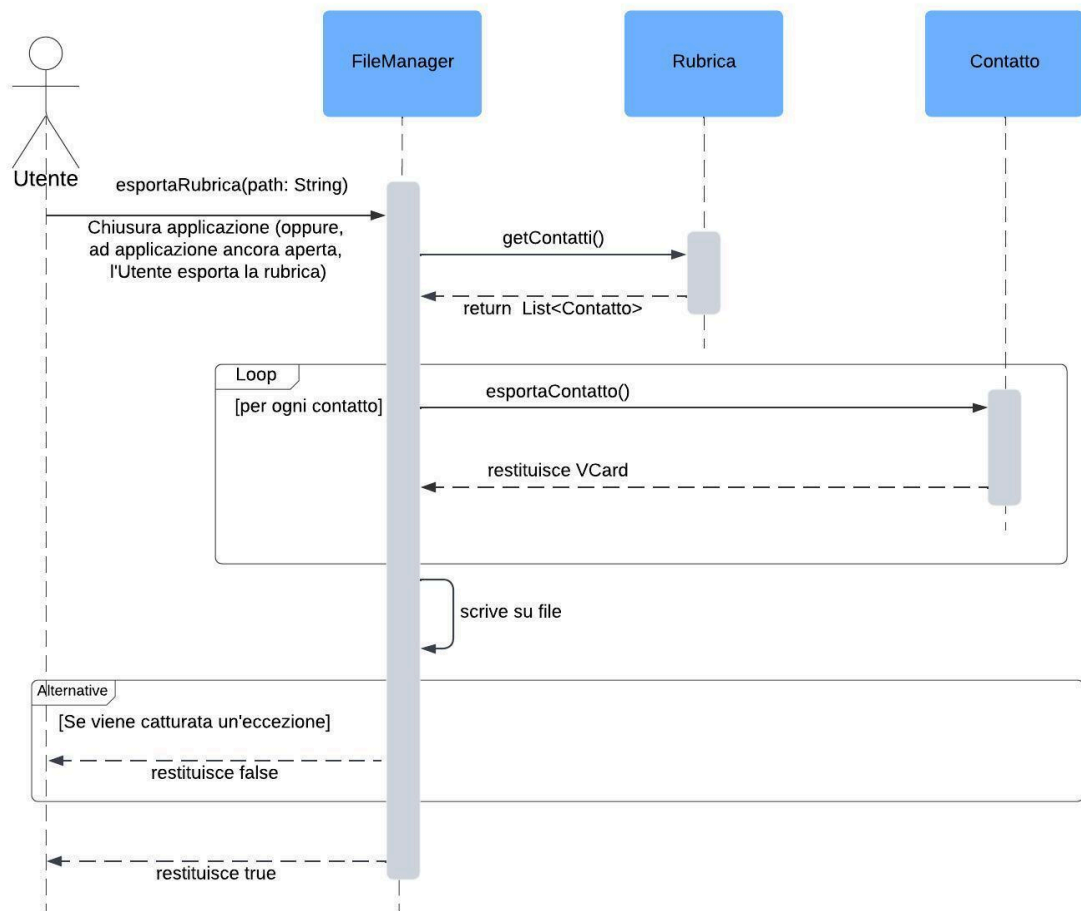 FileManager
Rubrica
Contatto
Utente
esportaRubrica(path: String)
Chiusura applicazione (oppure,
ad applicazione ancora aperta,
l'Utente esporta la rubrica)
getContatti()
return List<Contatto>
Loop
[per ogni contatto]
esportaContatto()
restituisce VCard
scrive su file
Alternative
[Se viene catturata un'eccezione]
restituisce false
restituisce true